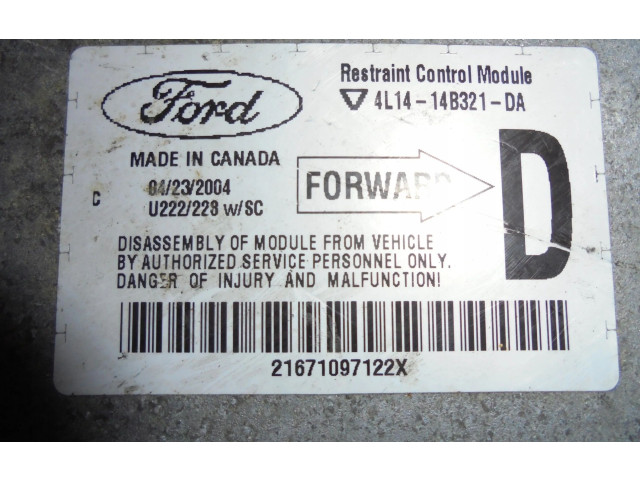 Ford
Restraint Control Module
4L14-14B321-DA
MADE IN CANADA
04/23/2004
FORWARD
D
C
U222/228 w/SC
DISASSEMBLY OF MODULE FROM VEHICLE
BY AUTHORIZED SERVICE PERSONNEL ONLY.
DANGER OF INJURY AND MALFUNCTION!
21671097122X